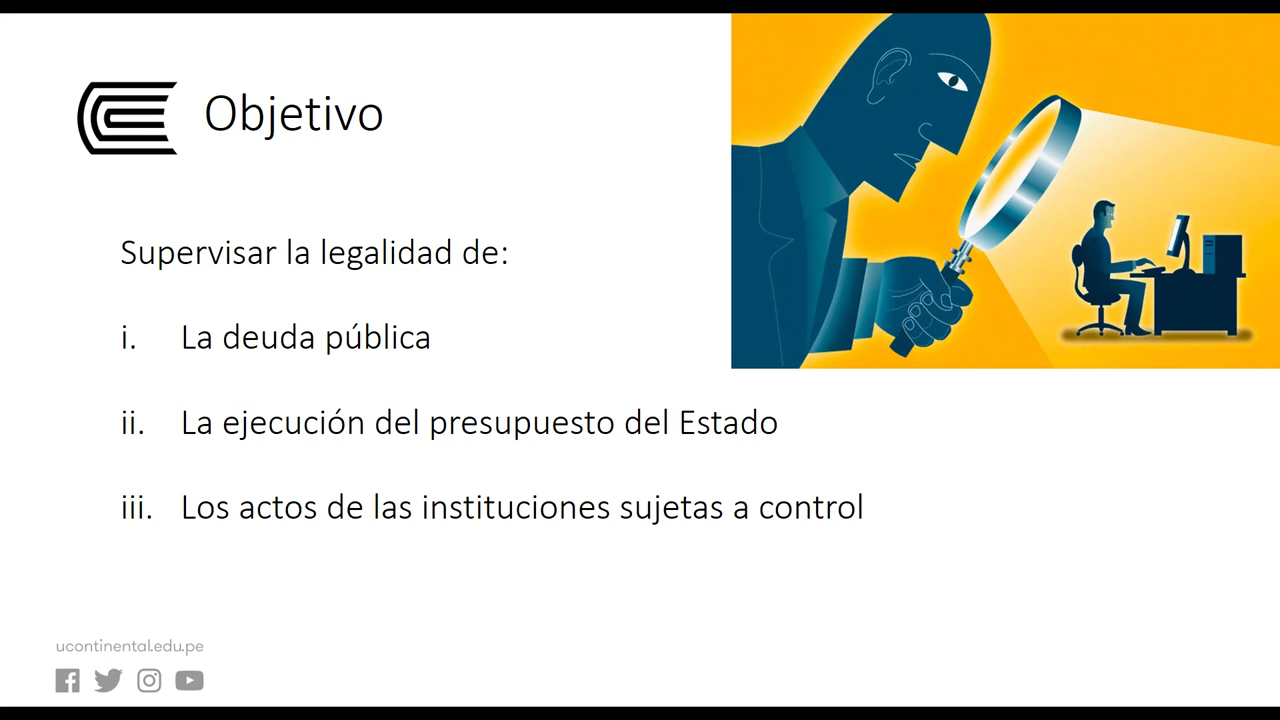 Objetivo
Supervisar la legalidad de:
i. La deuda pública
ii. La ejecución del presupuesto del Estado
iii. Los actos de las instituciones sujetas a control
ucontinental.edu.pe